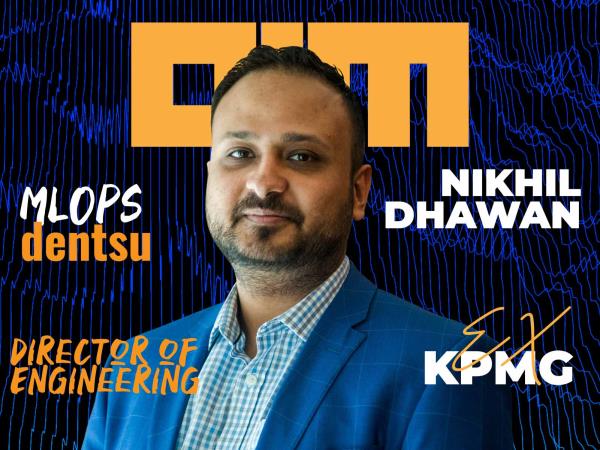 MLOPS
dentsu
NIKHIL
DHAWAN
DIRECTOR OF
ENGINEERING
EX
KPMG